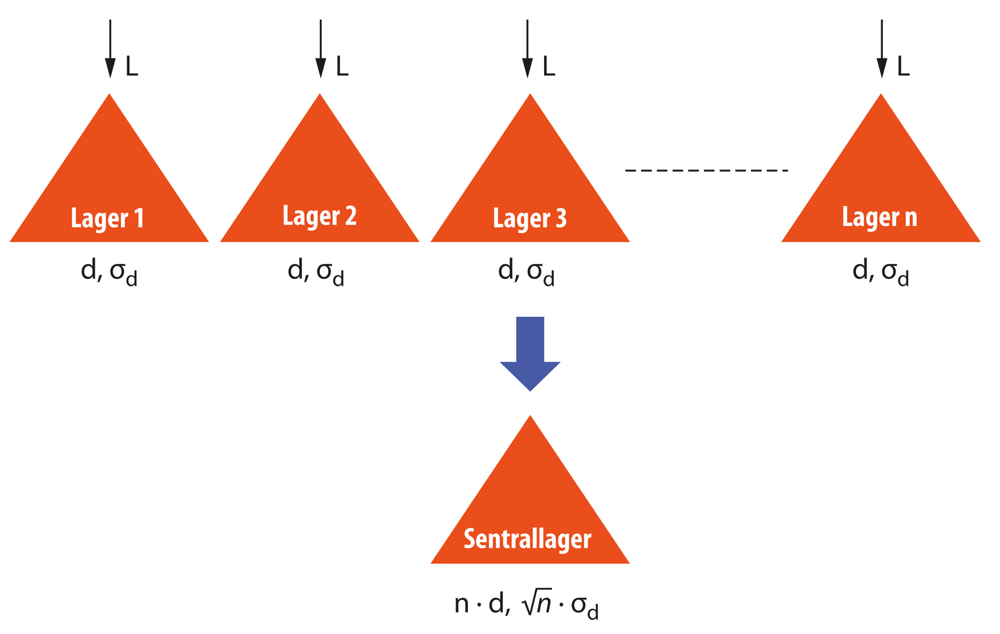 L L L L
Lager 1 Lager 2 Lager 3 Lager n
d, σd d, σd d, σd d, σd
Sentrallager
n · d, √n · σd